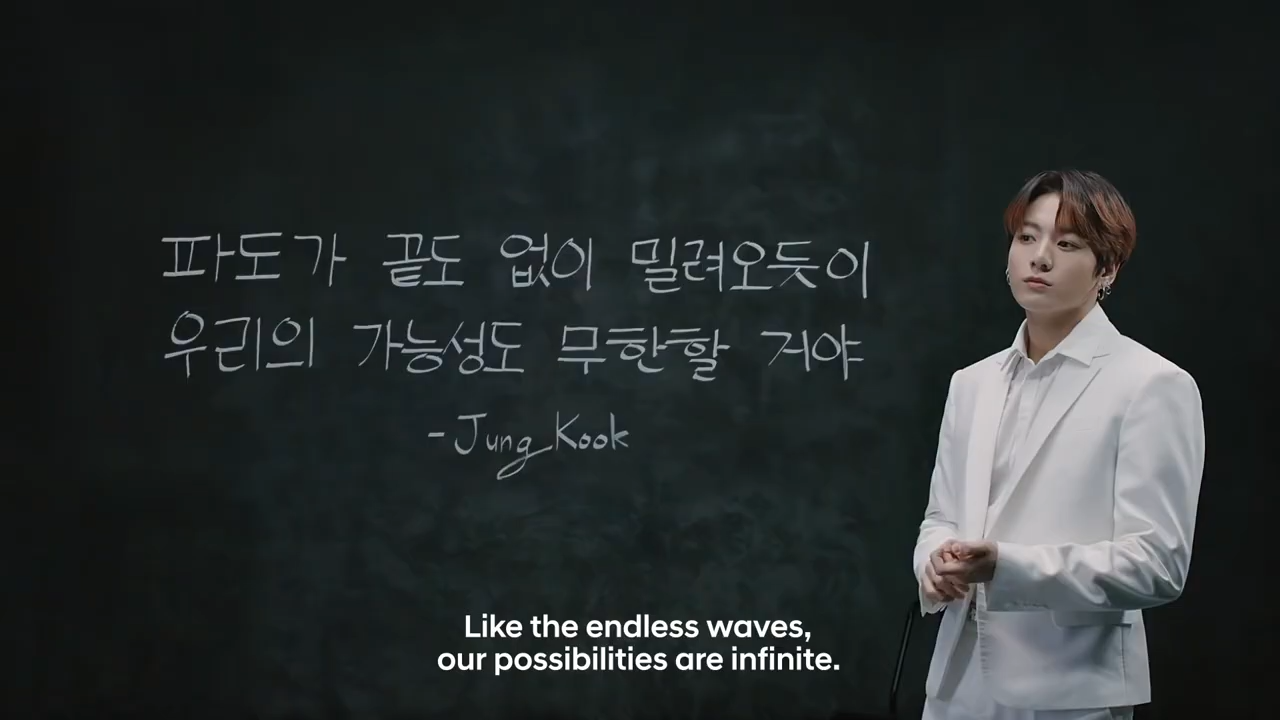 파도가 끝도 없이 밀려오듯이
우리의 가능성도 무한할 거야
- Jung Kook
Like the endless waves,
our possibilities are infinite.